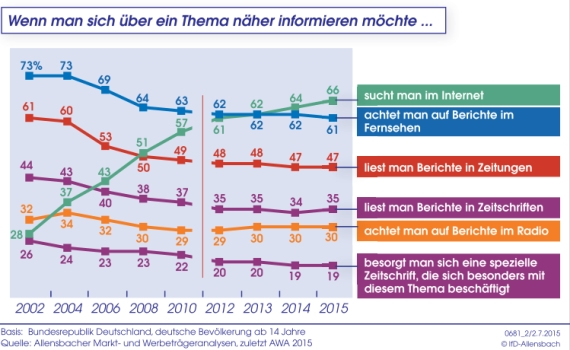 Wenn man sich über ein Thema näher informieren möchte ...
73% 73 69 64 63 62 62 62 61
61 60 53 50 49 48 48 47 47
44 43 40 38 37 35 35 34 35
32 34 32 30 29 29 30 30 30
28 37 43 51 57 61 62 64 66
26 24 23 23 22 20 20 19 19
sucht man im Internet
achtet man auf Berichte im
Fernsehen
liest man Berichte in Zeitungen
liest man Berichte in Zeitschriften
achtet man auf Berichte im Radio
besorgt man sich eine spezielle
Zeitschrift, die sich besonders mit
diesem Thema beschäftigt
2002 2004 2006 2008 2010 2012 2013 2014 2015
Basis: Bundesrepublik Deutschland, deutsche Bevölkerung ab 14 Jahre
Quelle: Allensbacher Markt- und Werbeträgeranalysen, zuletzt AWA 2015
0681_2/2.7.2015
© IfD-Allensbach